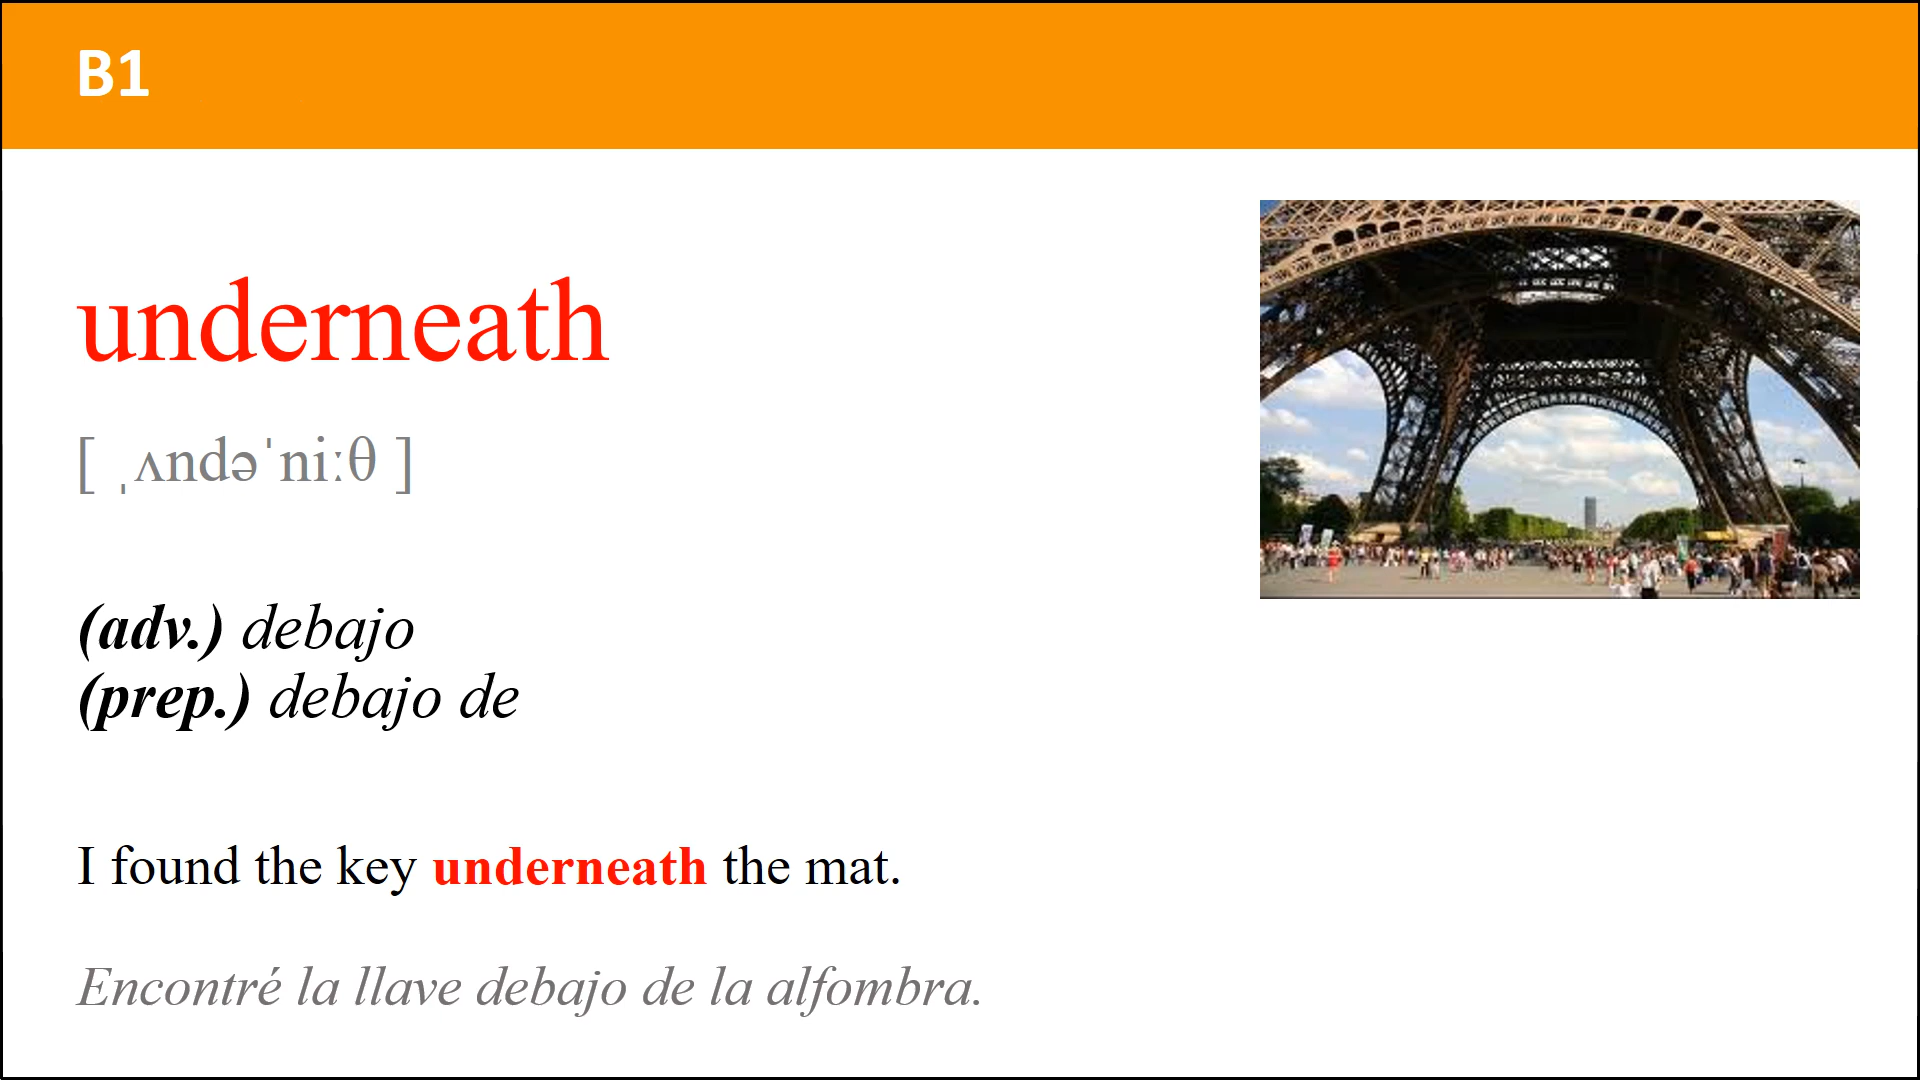 B1
underneath
[ ˌʌndəˈniːθ ]
(adv.) debajo
(prep.) debajo de
I found the key underneath the mat.
Encontré la llave debajo de la alfombra.